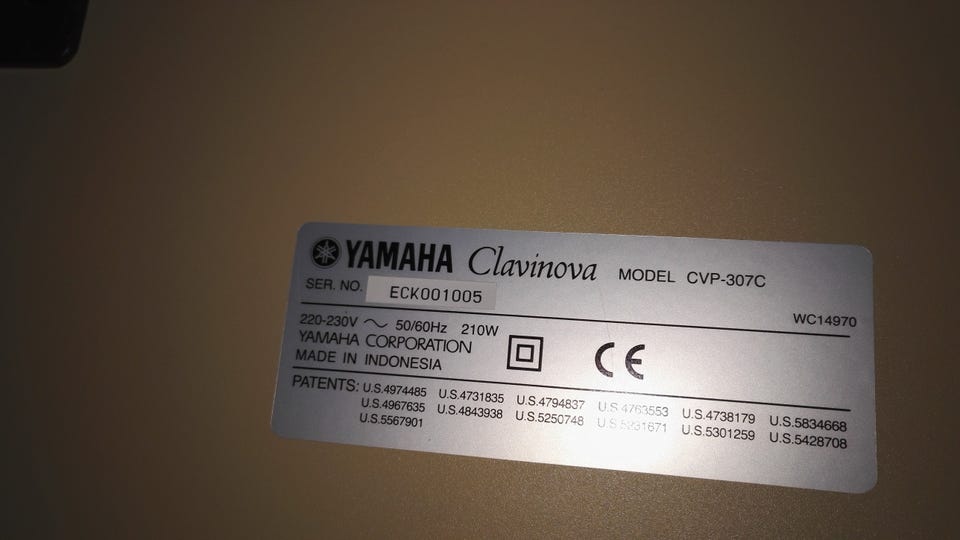 YAMAHA Clavinova MODEL CVP-307C
SER. NO. ECK001005
WC14970
220-230V ~ 50/60Hz 210W
YAMAHA CORPORATION
MADE IN INDONESIA
CE
PATENTS: U.S.4974485 U.S.4731835 U.S.4794837 U.S.4763553 U.S.4738179 U.S.5834668
U.S.4967635 U.S.4843938 U.S.5250748 U.S.5231671 U.S.5301259 U.S.5428708
U.S.5567901